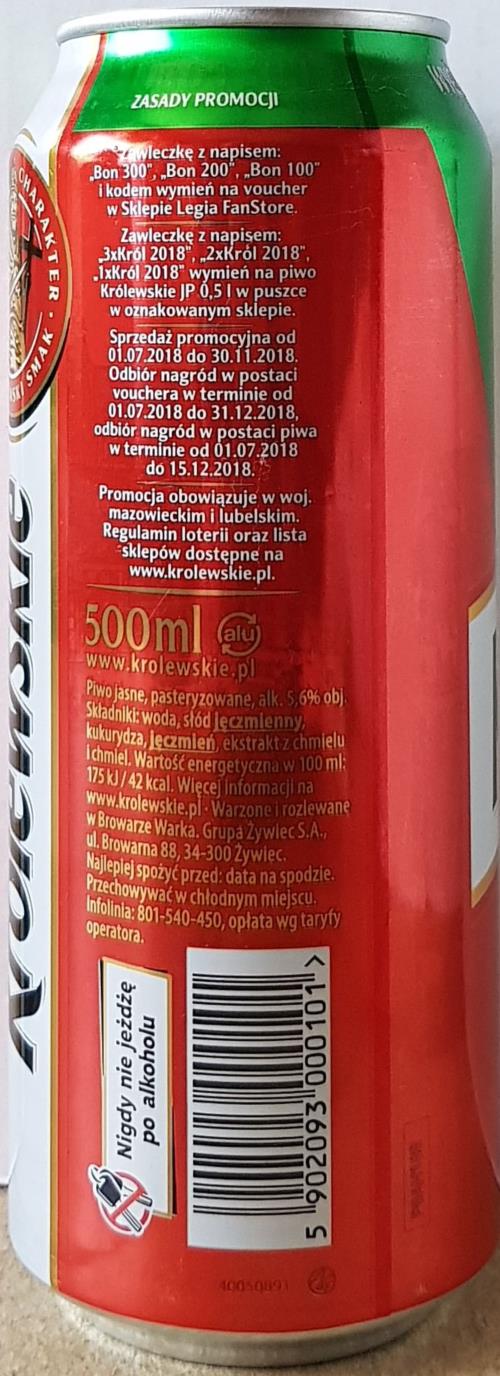 ZASADY PROMOCJI
Zawleczkę z napisem:
„Bon 300”, „Bon 200”, „Bon 100”
i kodem wymień na voucher
w Sklepie Legia FanStore.
Zawleczkę z napisem:
„3xKról 2018”, „2xKról 2018”,
„1xKról 2018” wymień na piwo
Królewskie JP 0,5 l w puszce
w oznakowanym sklepie.
Sprzedaż promocyjna od
01.07.2018 do 30.11.2018.
Odbiór nagród w postaci
vouchera w terminie od
01.07.2018 do 31.12.2018,
odbiór nagród w postaci piwa
w terminie od 01.07.2018
do 15.12.2018.
Promocja obowiązuje w woj.
mazowieckim i lubelskim.
Regulamin loterii oraz lista
sklepów dostępne na
www.krolewskie.pl.
500ml alu
www.krolewskie.pl
Piwo jasne, pasteryzowane, alk. 5,6% obj.
Składniki: woda, słód jęczmienny,
kukurydza, jęczmień, ekstrakt z chmielu
i chmiel. Wartość energetyczna w 100 ml:
175 kJ / 42 kcal. Więcej informacji na
www.krolewskie.pl · Warzone i rozlewane
w Browarze Warka. Grupa Żywiec S.A.,
ul. Browarna 88, 34-300 Żywiec.
Najlepiej spożyć przed: data na spodzie.
Przechowywać w chłodnym miejscu.
Infolinia: 801-540-450, opłata wg taryfy
operatora.
Nigdy nie jeżdżę
po alkoholu
5 902093 000101 >
40050891
CHARAKTER ·
SMAK ·
Królewskie